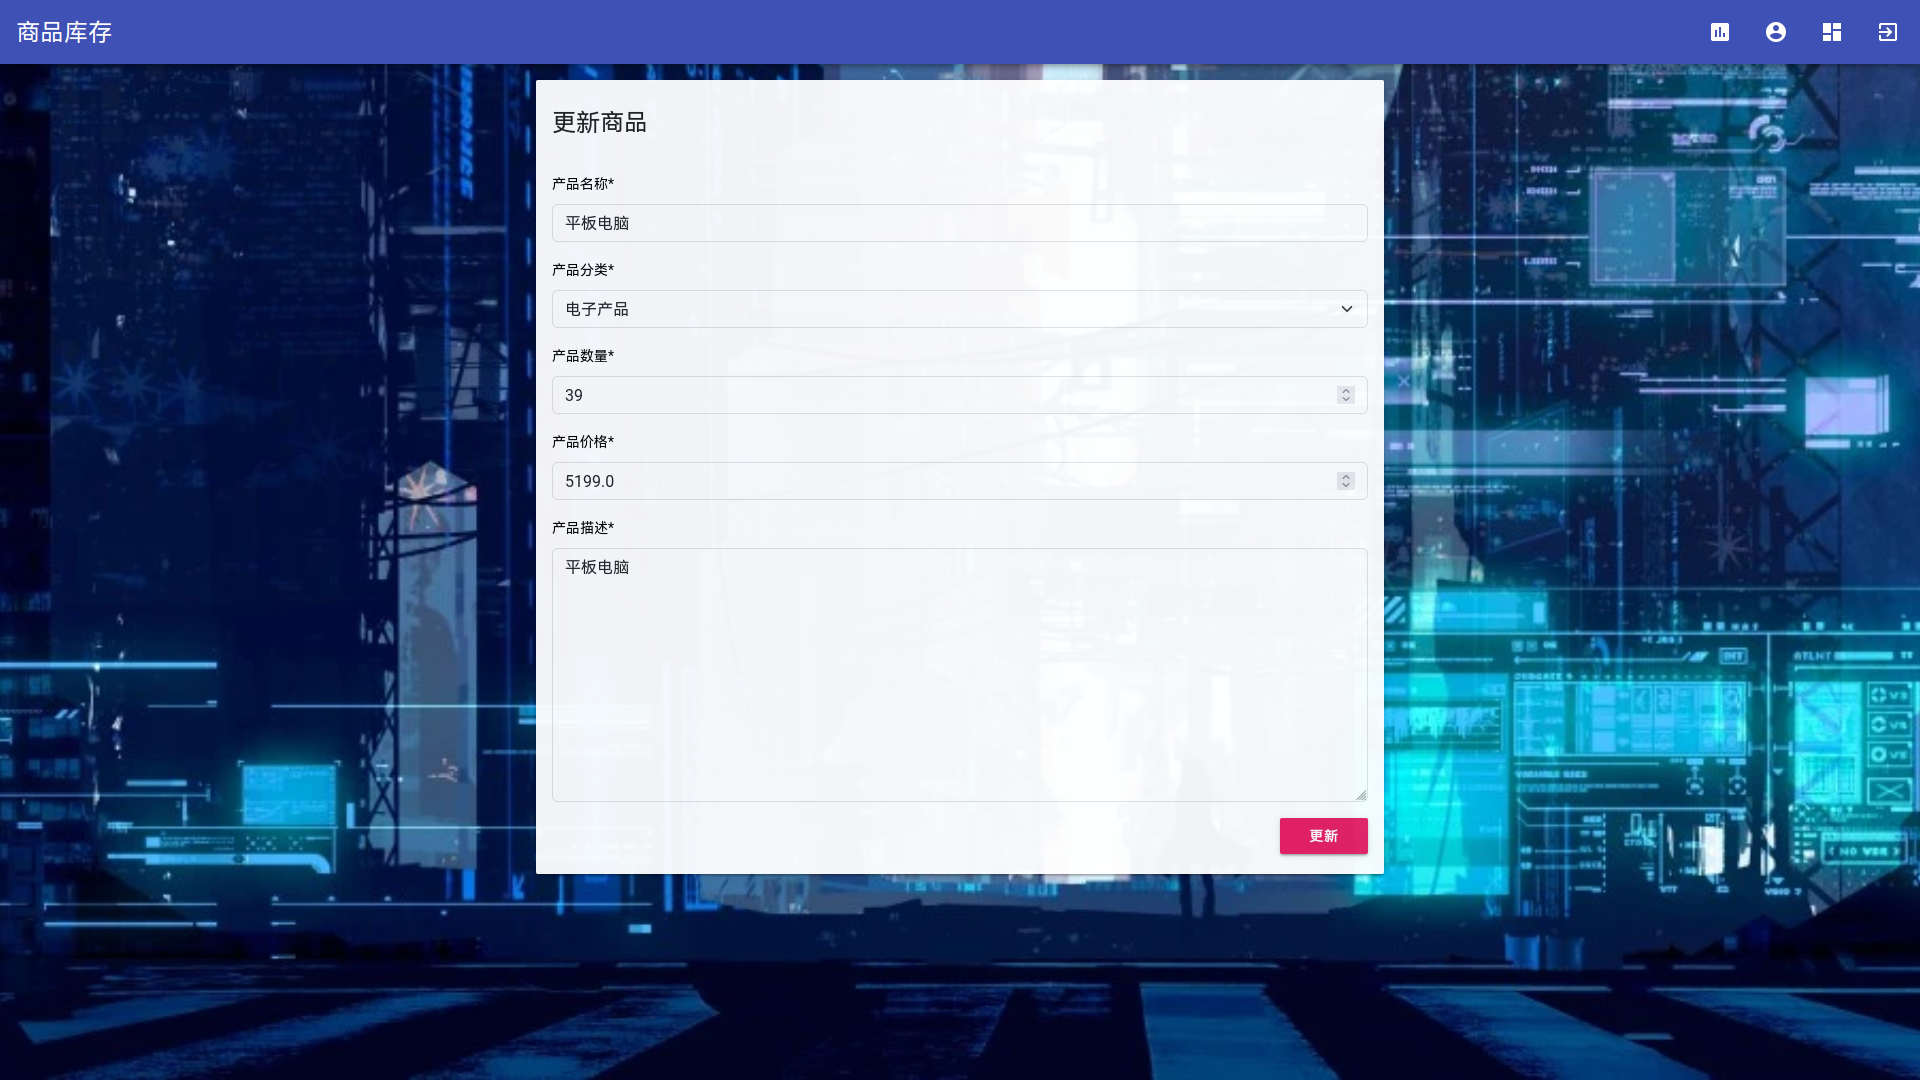 商品库存
更新商品
产品名称*
平板电脑
产品分类*
电子产品
产品数量*
39
产品价格*
5199.0
产品描述*
平板电脑
更新